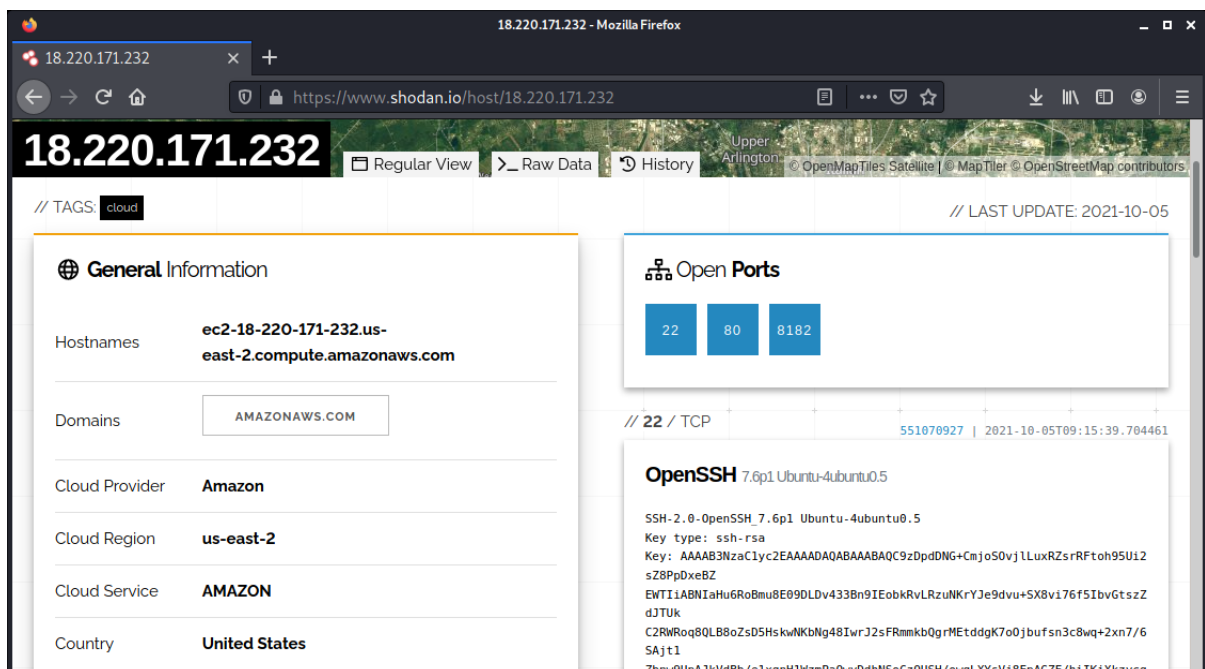 18.220.171.232 - Mozilla Firefox
18.220.171.232
https://www.shodan.io/host/18.220.171.232
18.220.171.232
Regular View
Raw Data
History
Upper
Arlington
© OpenMapTiles Satellite | © MapTiler © OpenStreetMap contributors
// TAGS: cloud
// LAST UPDATE: 2021-10-05
General Information
Hostnames
ec2-18-220-171-232.us-
east-2.compute.amazonaws.com
Domains
AMAZONAWS.COM
Cloud Provider
Amazon
Cloud Region
us-east-2
Cloud Service
AMAZON
Country
United States
Open Ports
22
80
8182
// 22 / TCP
551070927 | 2021-10-05T09:15:39.704461
OpenSSH 7.6p1 Ubuntu-4ubuntu0.5
SSH-2.0-OpenSSH_7.6p1 Ubuntu-4ubuntu0.5
Key type: ssh-rsa
Key: AAAAB3NzaC1yc2EAAAADAQABAAABAQC9zDpdDNG+CmjoSOvjlLuxRZsrRFtoh95Ui2
sZ8PpDxeBZ
EWTIiABNIaHu6RoBmu8E09DLDv433Bn9IEobkRvLRzuNKrYJe9dvu+SX8vi76f5IbvGtszZ
dJTUk
C2RWRoq8QLB8oZsD5HskwNKbNg48IwrJ2sFRmmkbQgrMEtddgK7oOjbufsn3c8wq+2xn7/6
SAjt1